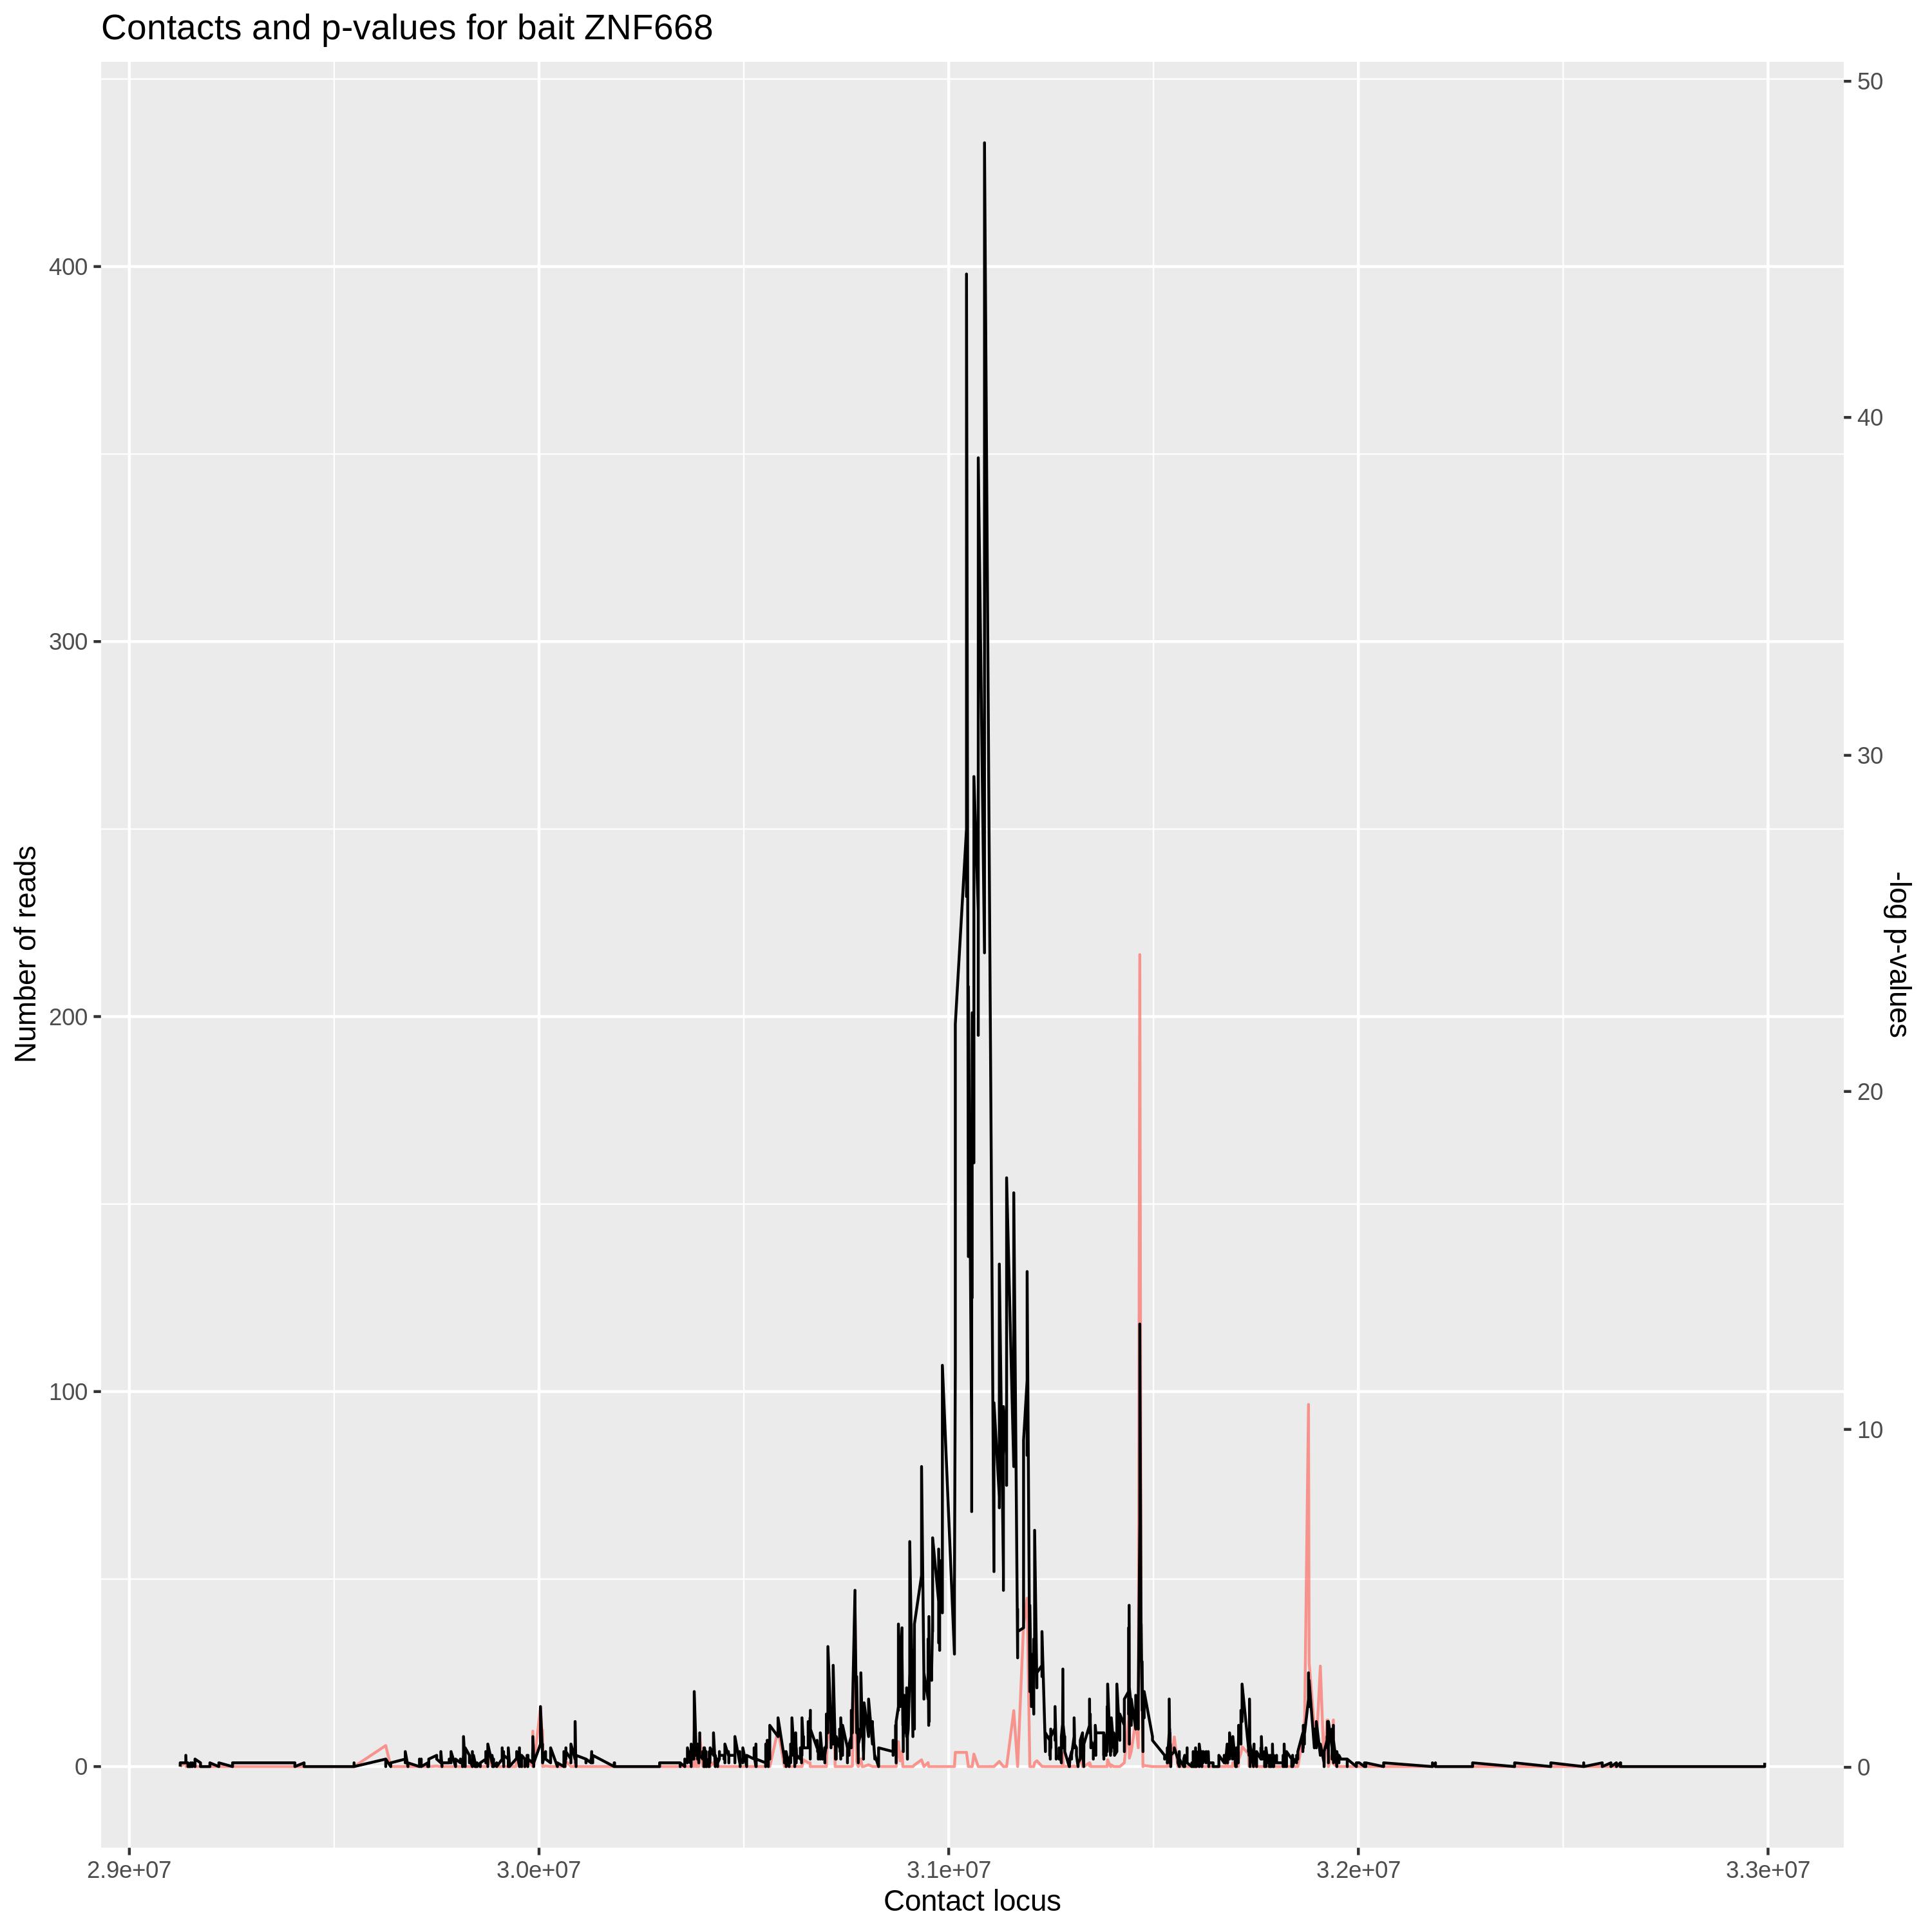 Contacts and p-values for bait ZNF668
Number of reads
400
300
200
100
0
50
40
30
20
10
0
-log p-values
2.9e+07 3.0e+07 3.1e+07 3.2e+07 3.3e+07
Contact locus